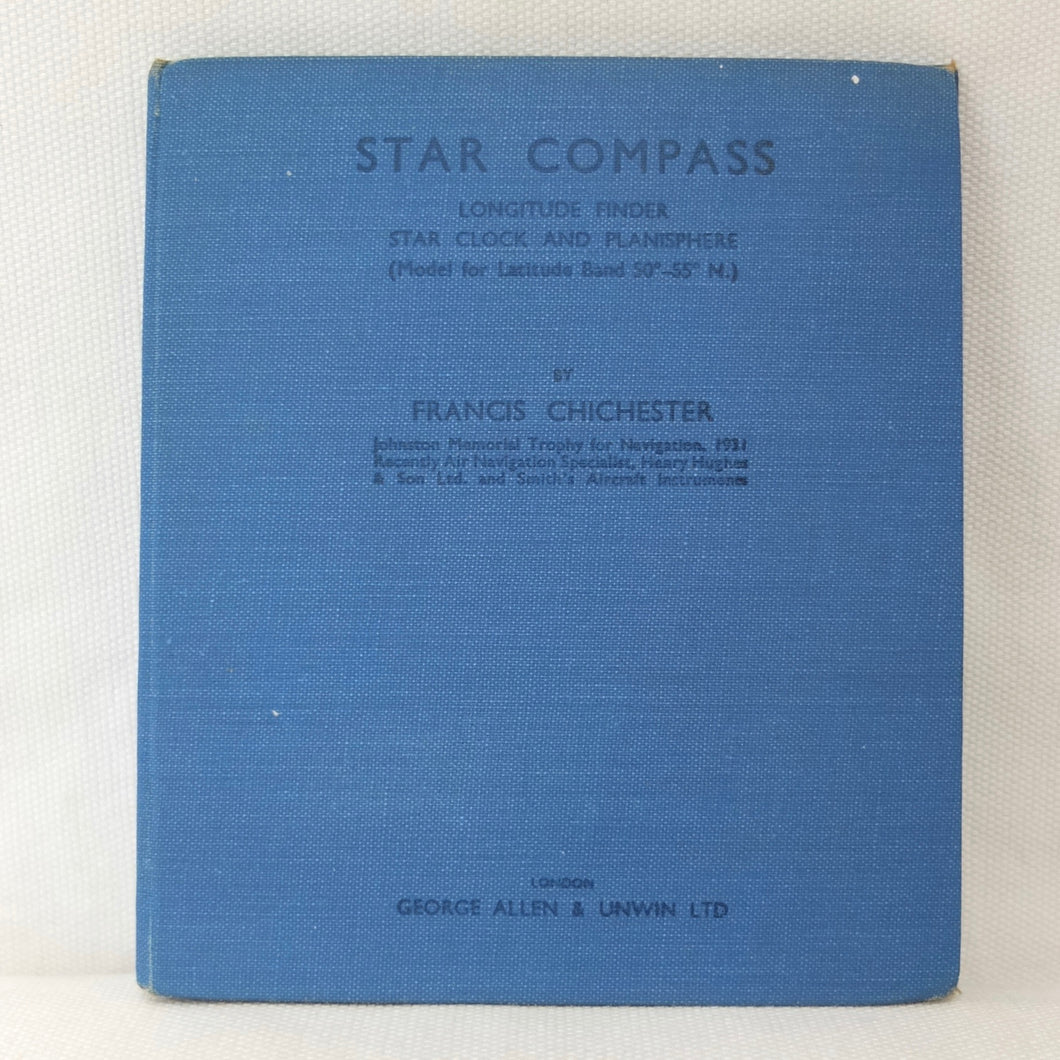 STAR COMPASS
LONGITUDE FINDER
STAR CLOCK AND PLANISPHERE
(Model for Latitude Band 50°–55° N.)
BY
FRANCIS CHICHESTER
Johnston Memorial Trophy for Navigation, 1931
Recently Air Navigation Specialist, Henry Hughes
& Son Ltd. and Smith's Aircraft Instruments
LONDON
GEORGE ALLEN & UNWIN LTD